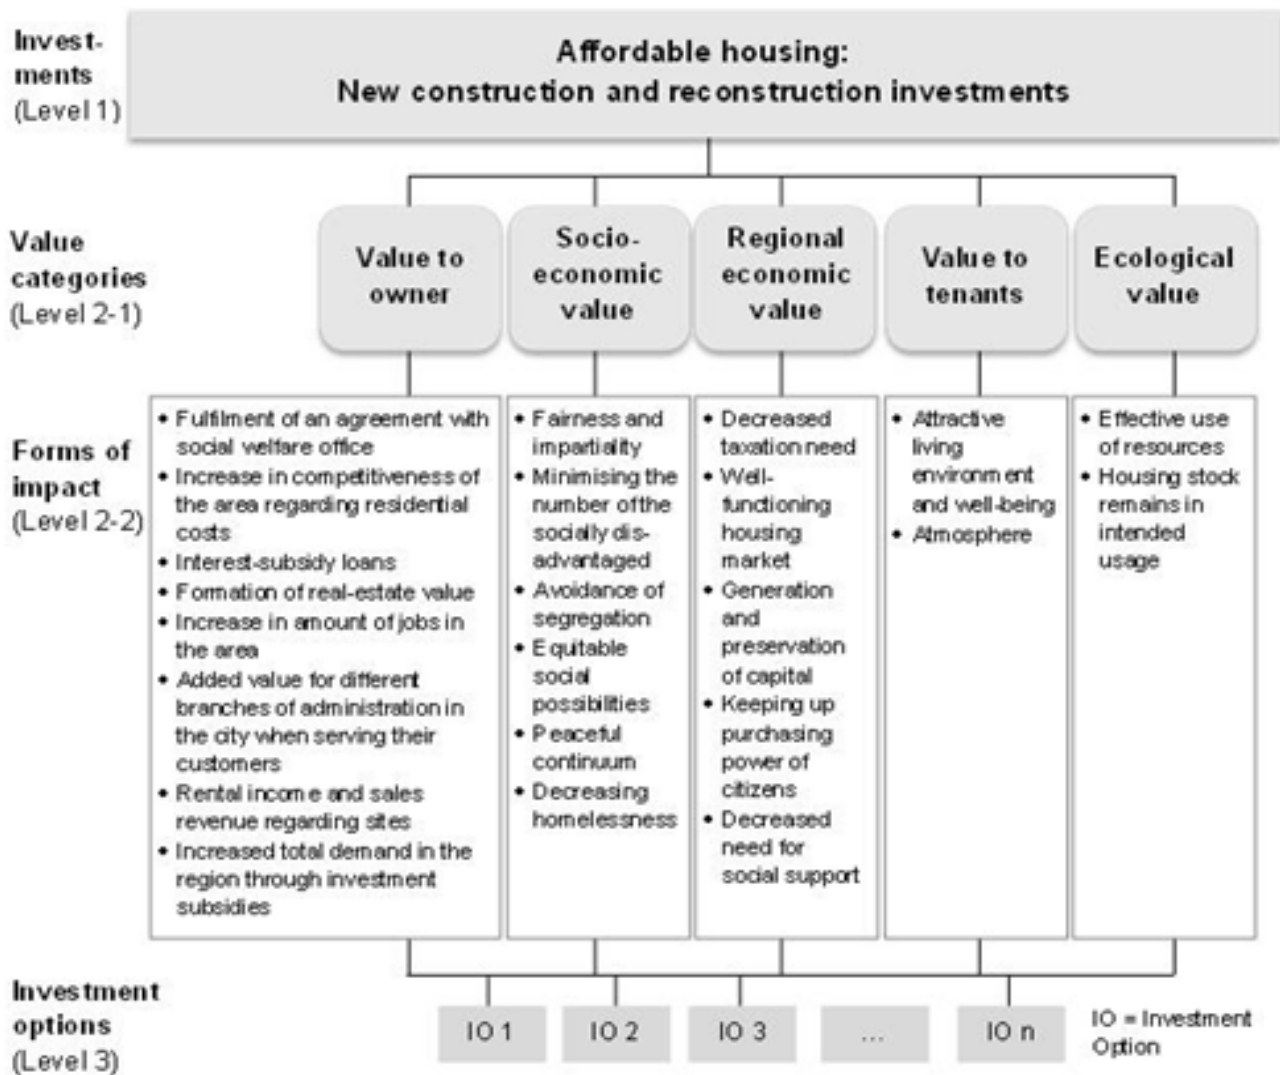 Invest-
ments
(Level 1)
Affordable housing:
New construction and reconstruction investments
Value
categories
(Level 2-1)
Value to
owner
Socio-
economic
value
Regional
economic
value
Value to
tenants
Ecological
value
Forms of
impact
(Level 2-2)
• Fulfilment of an agreement with
social welfare office
• Increase in competitiveness of
the area regarding residential
costs
• Interest-subsidy loans
• Formation of real-estate value
• Increase in amount of jobs in
the area
• Added value for different
branches of administration in
the city when serving their
customers
• Rental income and sales
revenue regarding sites
• Increased total demand in the
region through investment
subsidies
• Fairness and
impartiality
• Minimising the
number of the
socially dis-
advantaged
• Avoidance of
segregation
• Equitable
social
possibilities
• Peaceful
continuum
• Decreasing
homelessness
• Decreased
taxation need
• Well-
functioning
housing
market
• Generation
and
preservation
of capital
• Keeping up
purchasing
power of
citizens
• Decreased
need for
social support
• Attractive
living
environment
and well-being
• Atmosphere
• Effective use
of resources
• Housing stock
remains in
intended
usage
Investment
options
(Level 3)
IO 1
IO 2
IO 3
...
IO n
IO = Investment
Option